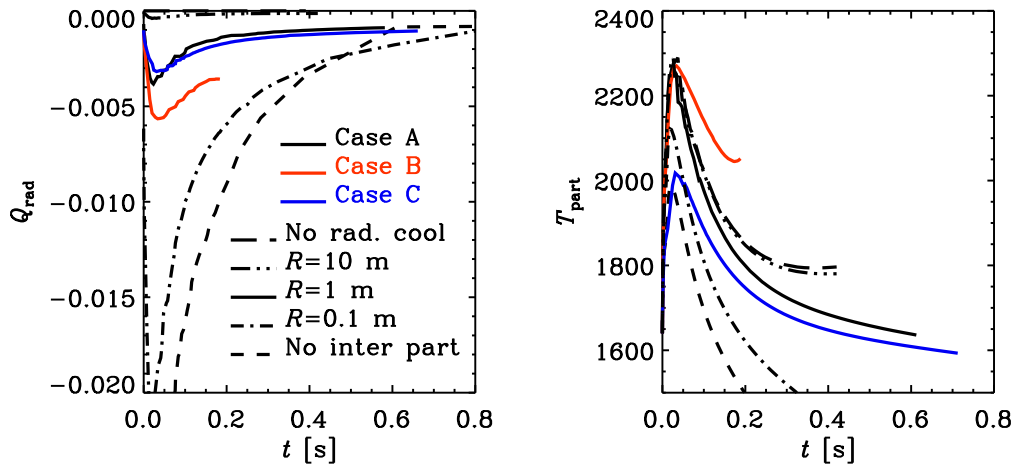 0.000
−0.005
−0.010
−0.015
−0.020
Q_rad
Case A
Case B
Case C
No rad. cool
R=10 m
R=1 m
R=0.1 m
No inter part
0.0 0.2 0.4 0.6 0.8
t [s]
2400
2200
2000
1800
1600
T_part
0.0 0.2 0.4 0.6 0.8
t [s]